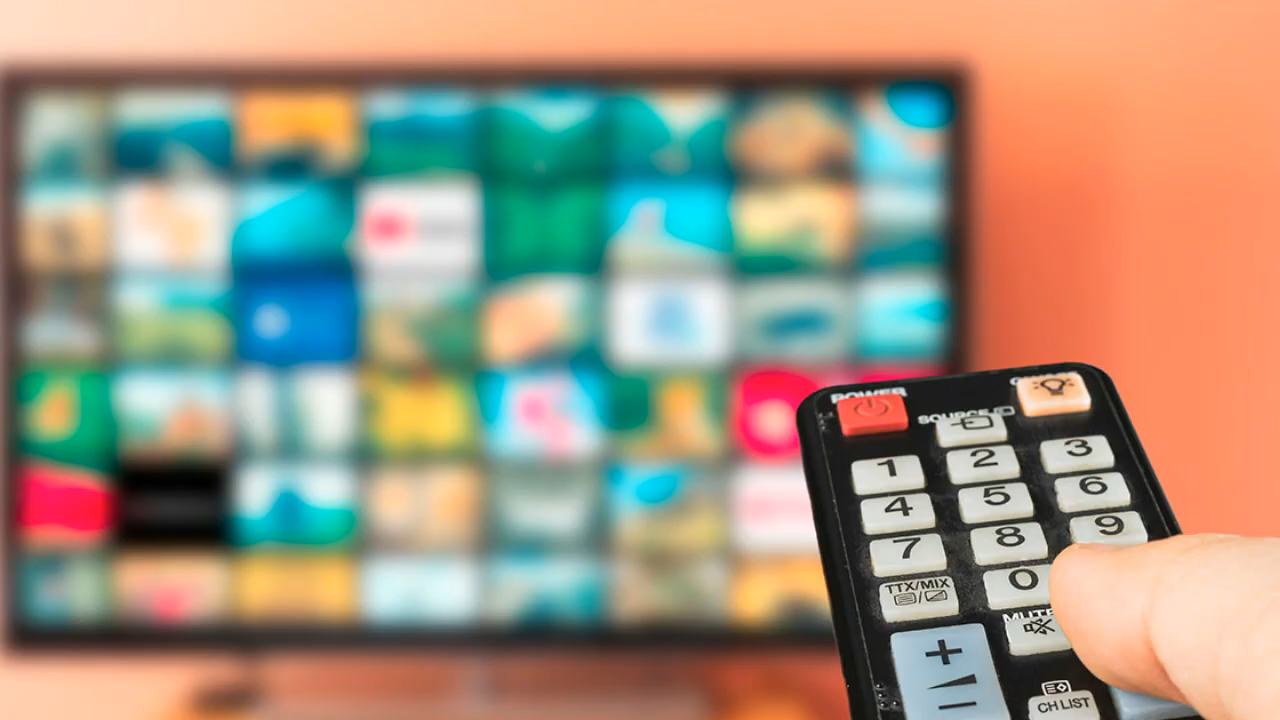 POWER
SOURCE
1 2 3
4 5 6
7 8 9
TTX/MIX 0
MUTE
+
−
CH LIST